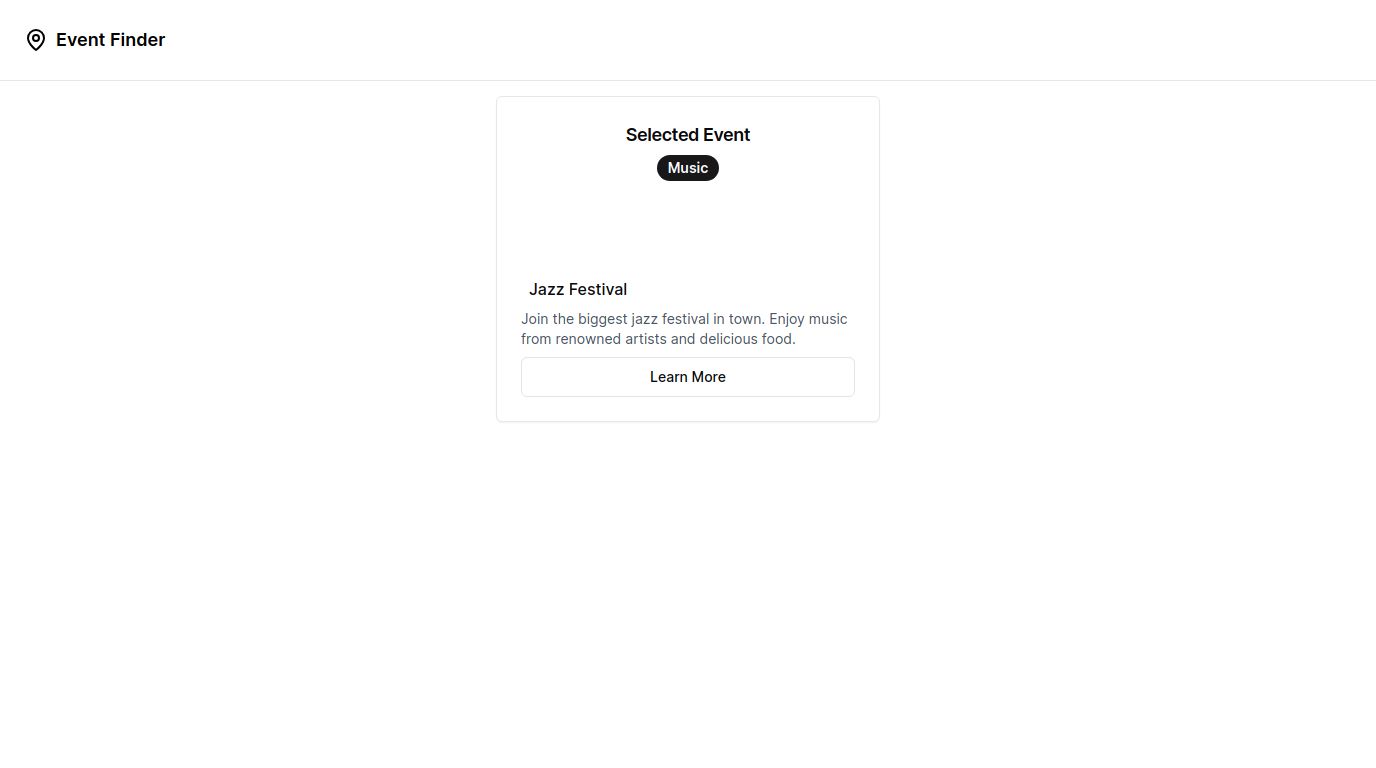 Event Finder
Selected Event
Music
Jazz Festival
Join the biggest jazz festival in town. Enjoy music
from renowned artists and delicious food.
Learn More